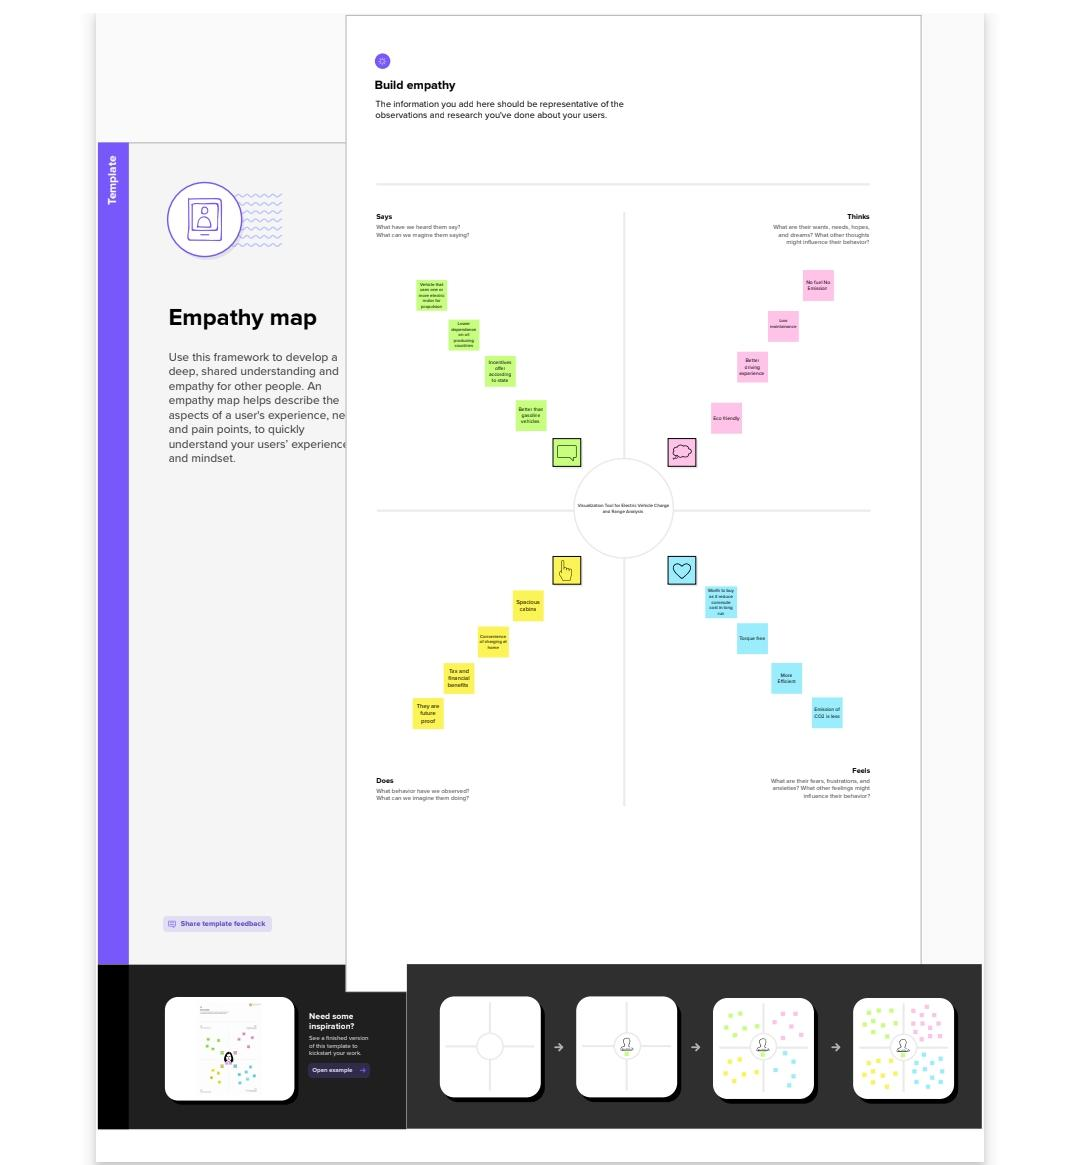 Template
Empathy map
Use this framework to develop a
deep, shared understanding and
empathy for other people. An
empathy map helps describe the
aspects of a user's experience, ne
and pain points, to quickly
understand your users' experience
and mindset.
Share template feedback
Build empathy
The information you add here should be representative of the
observations and research you've done about your users.
Says
What have we heard them say?
What can we magine them saying?
Thinks
What are their wants, needs, hopes,
and dreams? What other thoughts
might influence their behavior?
Vehicle that
uses one or
more electric
motor for
propulsion
Lower
dependence
on oil
producing
countries
Incentives
offer
according
to state
Better than
gasoline
vehicles
No fuel No
Emission
Low
maintenance
Better
driving
experience
Eco friendly
Visualization Tool for Electric Vehicle Charge
and Range Analysis
Spacious
cabins
Convenience
of charging at
home
Tax and
financial
benefits
They are
future
proof
Worth to buy
as it reduce
commute
cost in long
run
Torque free
More
Efficient
Emission of
CO2 is less
Does
What behavior have we observed?
What can we imagine them doing?
Feels
What are their fears, frustrations, and
anxieties? What other feelings might
influence their behavior?
Need some
inspiration?
See a finished version
of this template to
kickstart your work.
Open example